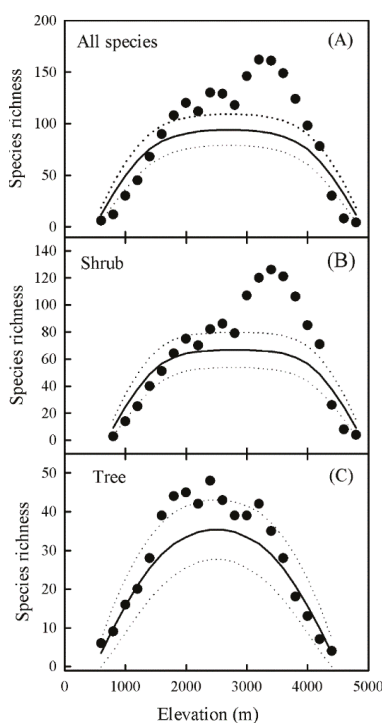 200
All species
(A)
150
100
50
0
Species richness
140
Shrub
(B)
120
100
80
60
40
20
0
Species richness
50
Tree
(C)
40
30
20
10
0
Species richness
0 1000 2000 3000 4000 5000
Elevation (m)